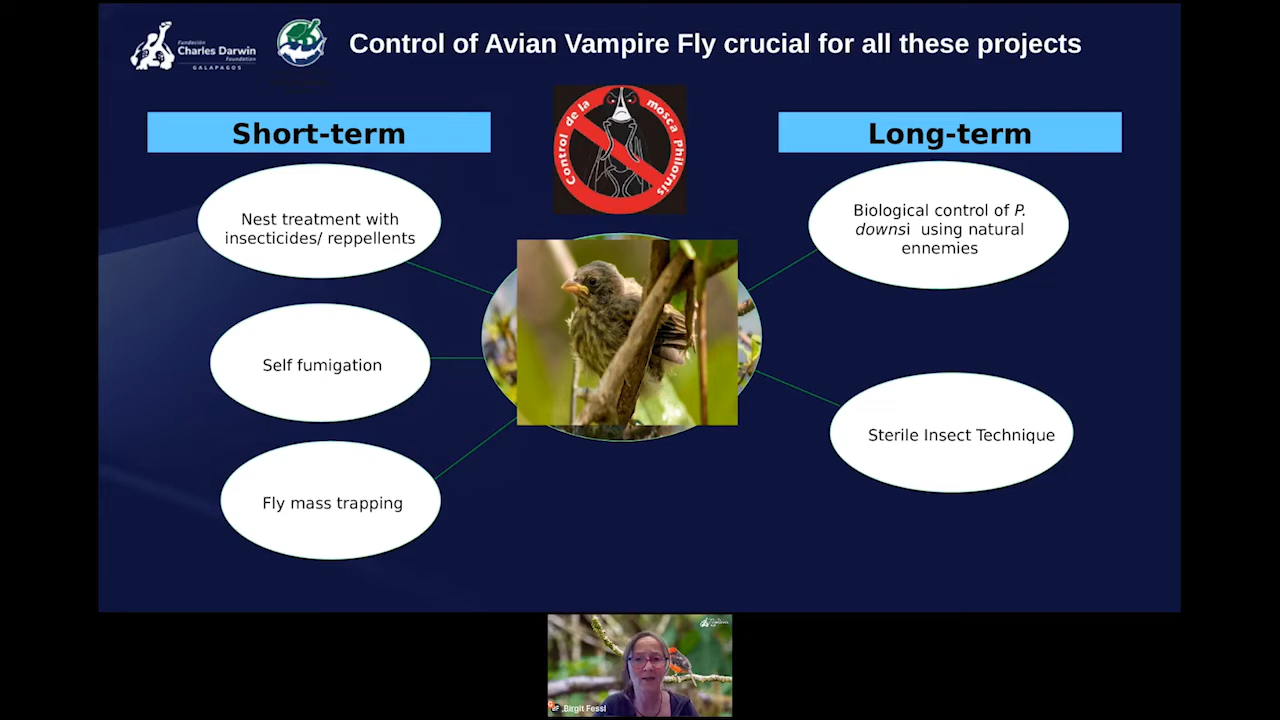 Fundación
Charles Darwin
Foundation
GALAPAGOS
Control of Avian Vampire Fly crucial for all these projects
Control de la mosca Philornis
Short-term
Long-term
Nest treatment with
insecticides/ reppellents
Self fumigation
Fly mass trapping
Biological control of P.
downsi using natural
ennemies
Sterile Insect Technique
Birgit Fessl